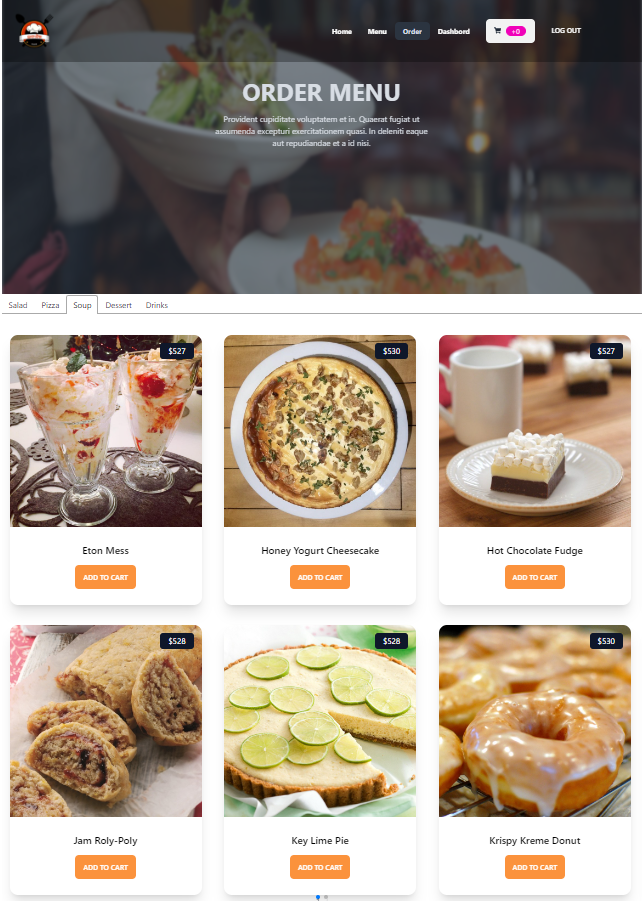 Home Menu Order Dashbord +0 LOG OUT
ORDER MENU
Provident cupiditate voluptatem et in. Quaerat fugiat ut
assumenda excepturi exercitationem quasi. In deleniti eaque
aut repudiandae et a id nisi.
Salad Pizza Soup Dessert Drinks
$527 $530 $527
Eton Mess Honey Yogurt Cheesecake Hot Chocolate Fudge
ADD TO CART ADD TO CART ADD TO CART
$528 $528 $530
Jam Roly-Poly Key Lime Pie Krispy Kreme Donut
ADD TO CART ADD TO CART ADD TO CART